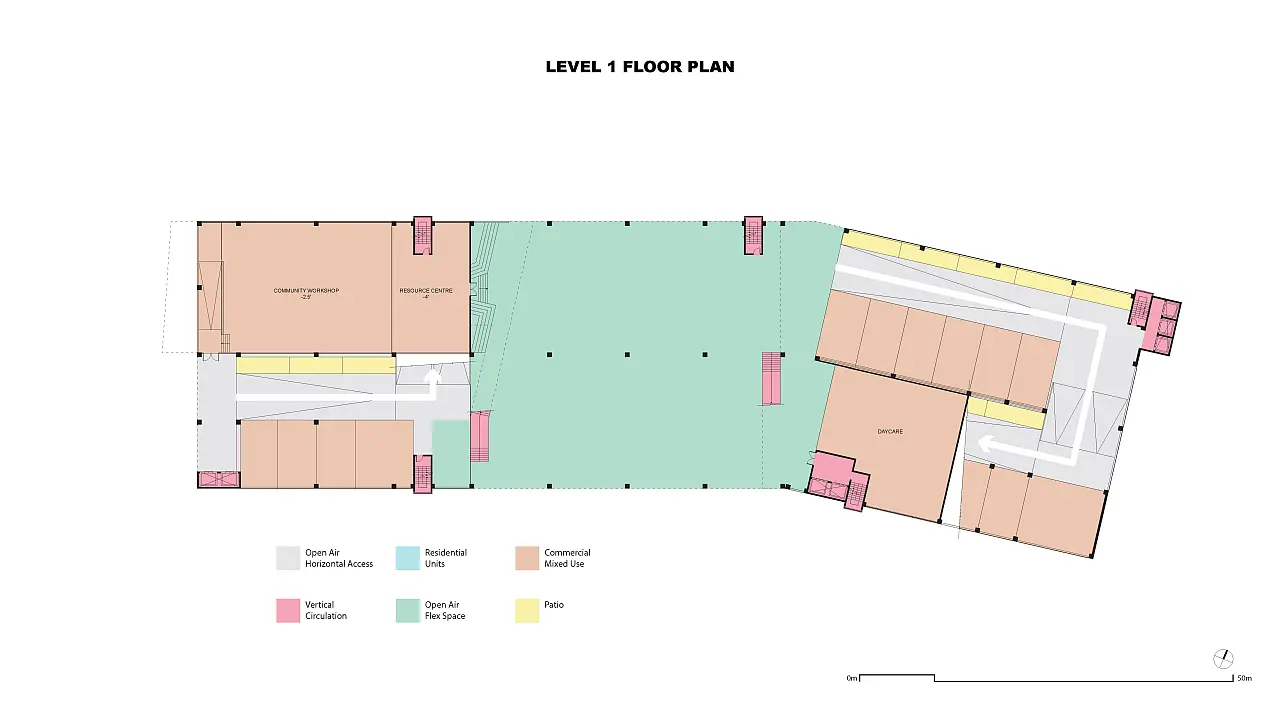 LEVEL 1 FLOOR PLAN
COMMUNITY WORKSHOP
-2.5'
RESOURCE CENTRE
-4'
DAYCARE
Open Air
Horizontal Access
Residential
Units
Commercial
Mixed Use
Vertical
Circulation
Open Air
Flex Space
Patio
0m
50m